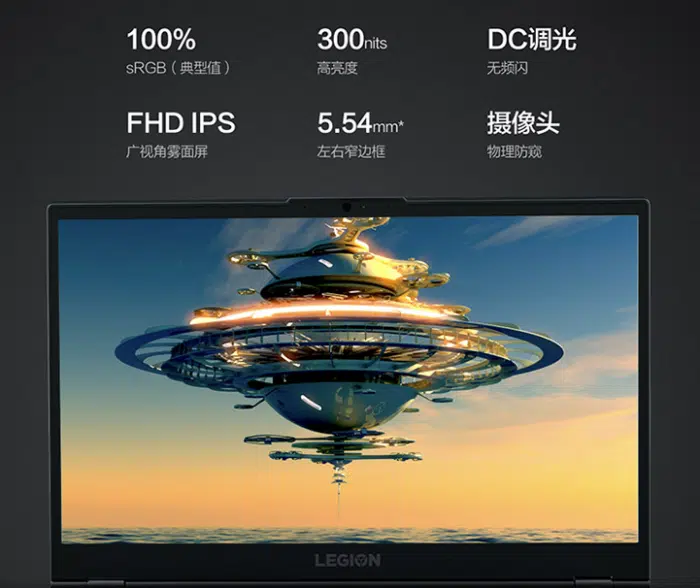 100%
sRGB（典型值）
300nits
高亮度
DC调光
无频闪
FHD IPS
广视角雾面屏
5.54mm*
左右窄边框
摄像头
物理防窥
LEGION